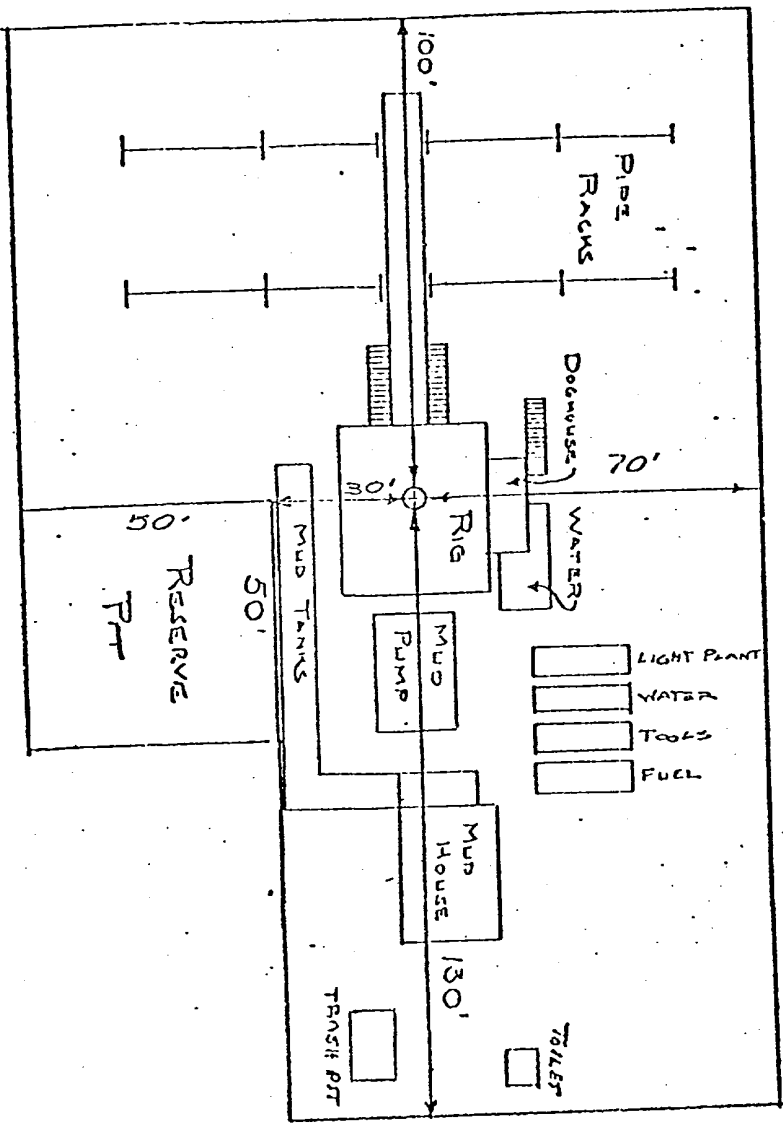 100'
PIPE
RACKS
DOGHOUSE
70'
WATER
30'
RIG
50'
RESERVE
PIT
50'
MUD TANKS
MUD
PUMP
LIGHT PLANT
WATER
TOOLS
FUEL
MUD
HOUSE
130'
TRASH PIT
TOILET